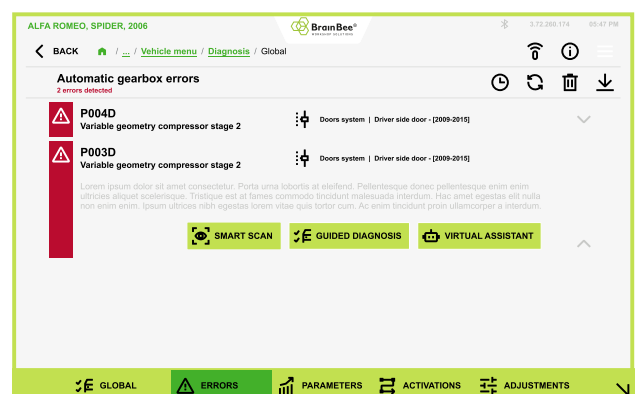 ALFA ROMEO, SPIDER, 2006
BrainBee®
WORKSHOP SOLUTIONS
3.72.260.174 05:47 PM
BACK / ... / Vehicle menu / Diagnosis / Global
Automatic gearbox errors
2 errors detected
P004D
Variable geometry compressor stage 2
Doors system | Driver side door - [2009-2015]
P003D
Variable geometry compressor stage 2
Doors system | Driver side door - [2009-2015]
Lorem ipsum dolor sit amet consectetur. Porta urna lobortis at eleifend. Pellentesque donec pellentesque enim enim
ultricies aliquet scelerisque. Tristique est at fames commodo tincidunt malesuada interdum. Hac amet egestas elit nulla
non enim enim. Ipsum ultrices nibh egestas lorem vitae quis tortor cum. Ac enim tincidunt proin ullamcorper a interdum.
SMART SCAN GUIDED DIAGNOSIS VIRTUAL ASSISTANT
GLOBAL ERRORS PARAMETERS ACTIVATIONS ADJUSTMENTS